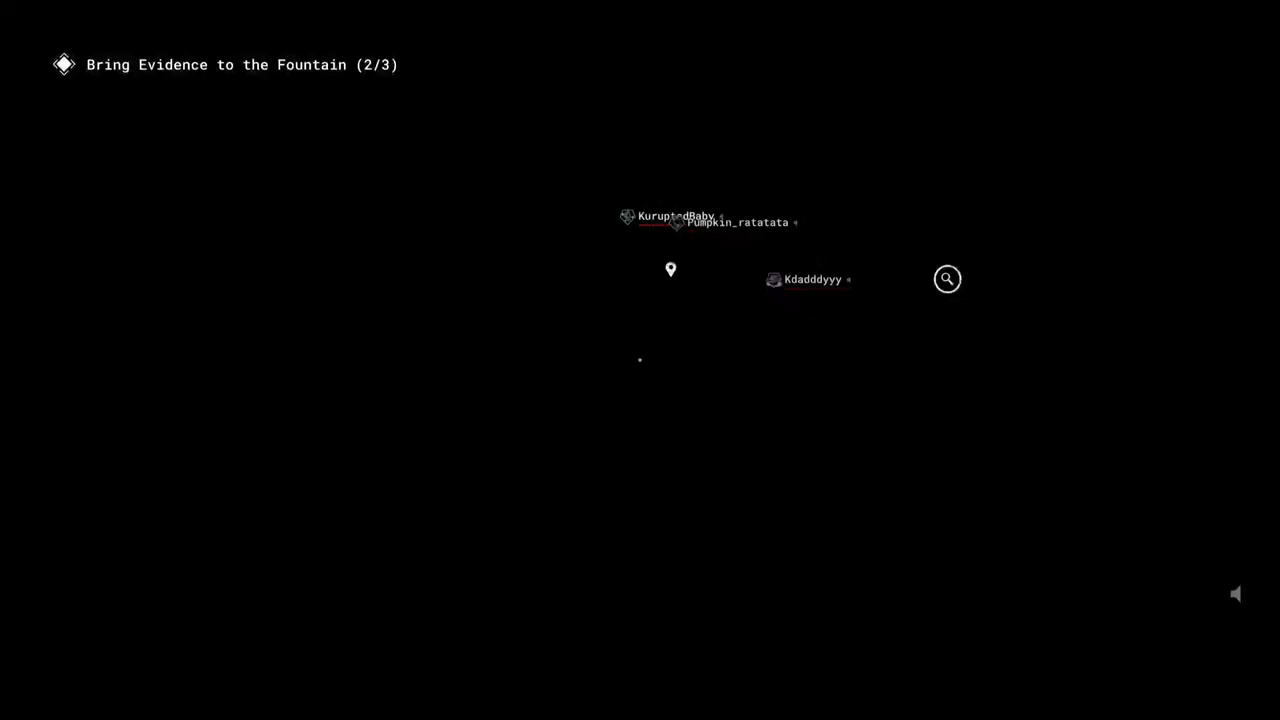 Bring Evidence to the Fountain (2/3)
KuruptedBaby
Pumpkin_ratatata
Kdadddyyy